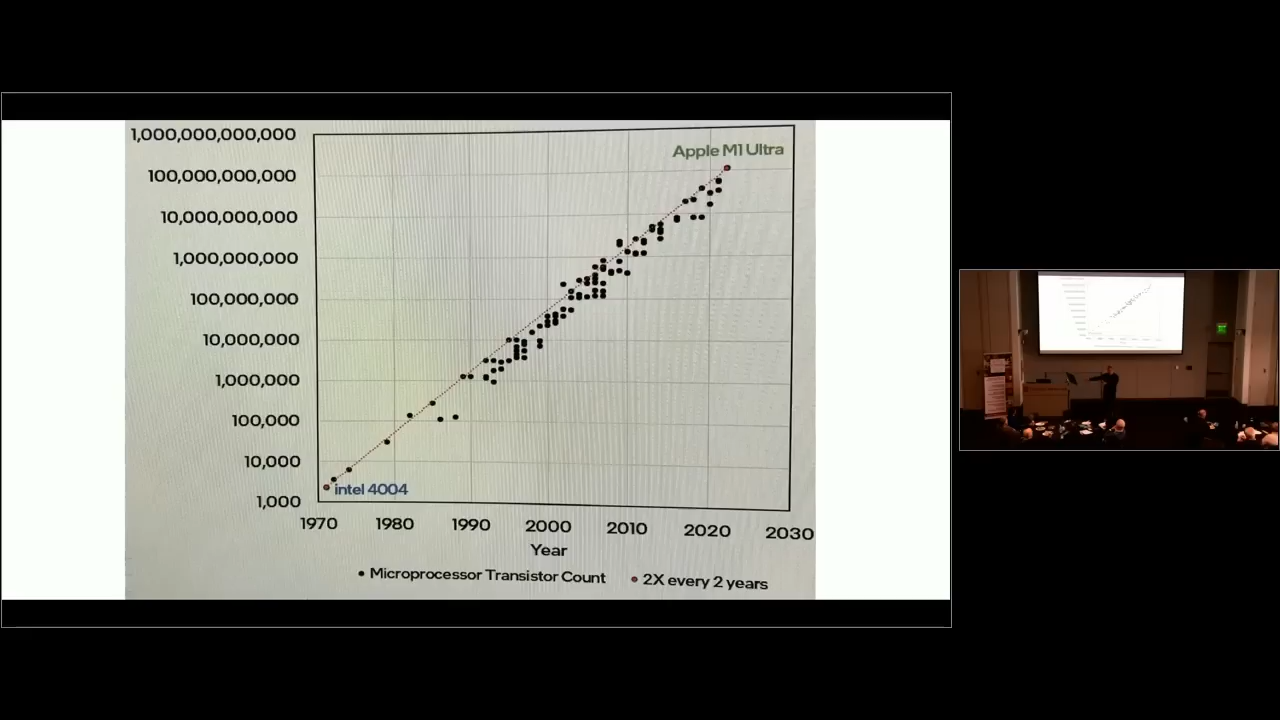 1,000,000,000,000
Apple M1 Ultra
100,000,000,000
10,000,000,000
1,000,000,000
100,000,000
10,000,000
1,000,000
100,000
10,000
intel 4004
1,000
1970 1980 1990 2000 2010 2020 2030
Year
Microprocessor Transistor Count 2X every 2 years